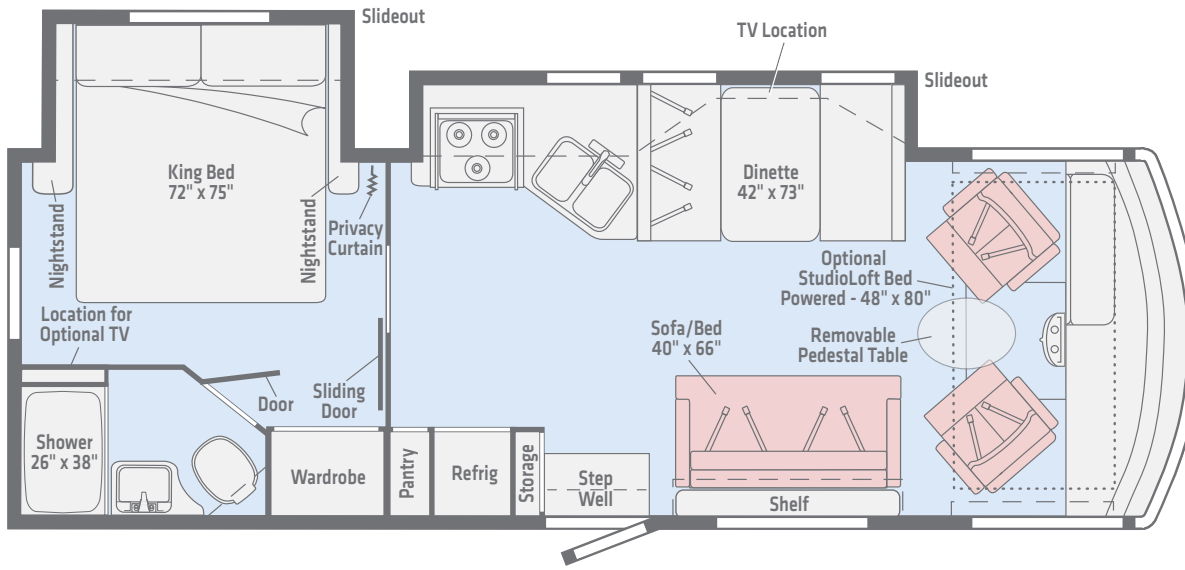 Slideout
TV Location
Slideout
King Bed
72" x 75"
Dinette
42" x 73"
Nightstand
Nightstand
Privacy
Curtain
Optional
StudioLoft Bed
Powered - 48" x 80"
Location for
Optional TV
Sofa/Bed
40" x 66"
Removable
Pedestal Table
Door
Sliding
Door
Shower
26" x 38"
Wardrobe
Pantry
Refrig
Storage
Step
Well
Shelf